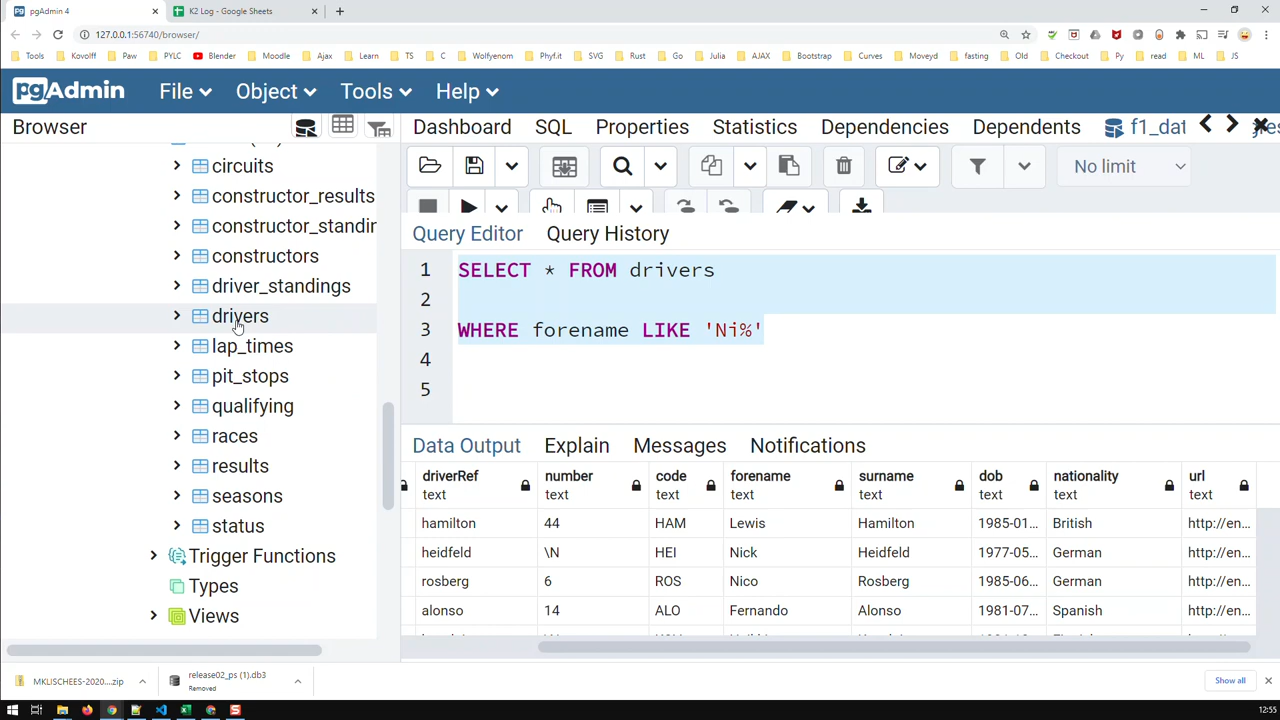 pgAdmin 4
K2 Log - Google Sheets
127.0.0.1:56740/browser/
Tools Kovolff Paw PYLC Blender Moodle Ajax Learn TS C Wolfyenom Phyf.it SVG Rust Go Julia AJAX Bootstrap Curves Moveyd fasting Old Checkout Py read ML JS
pgAdmin File Object Tools Help
Browser
Dashboard SQL Properties Statistics Dependencies Dependents f1_dat
No limit
circuits
constructor_results
constructor_standin
constructors
driver_standings
drivers
lap_times
pit_stops
qualifying
races
results
seasons
status
Trigger Functions
Types
Views
Query Editor Query History
1 SELECT * FROM drivers
2
3 WHERE forename LIKE 'Ni%'
4
5
Data Output Explain Messages Notifications
driverRef number code forename surname dob nationality url
text text text text text text text text
hamilton 44 HAM Lewis Hamilton 1985-01... British http://en...
heidfeld \N HEI Nick Heidfeld 1977-05... German http://en...
rosberg 6 ROS Nico Rosberg 1985-06... German http://en...
alonso 14 ALO Fernando Alonso 1981-07... Spanish http://en...
MKLISCHEES-2020....zip
release02_ps (1).db3
Removed
Show all
12:55